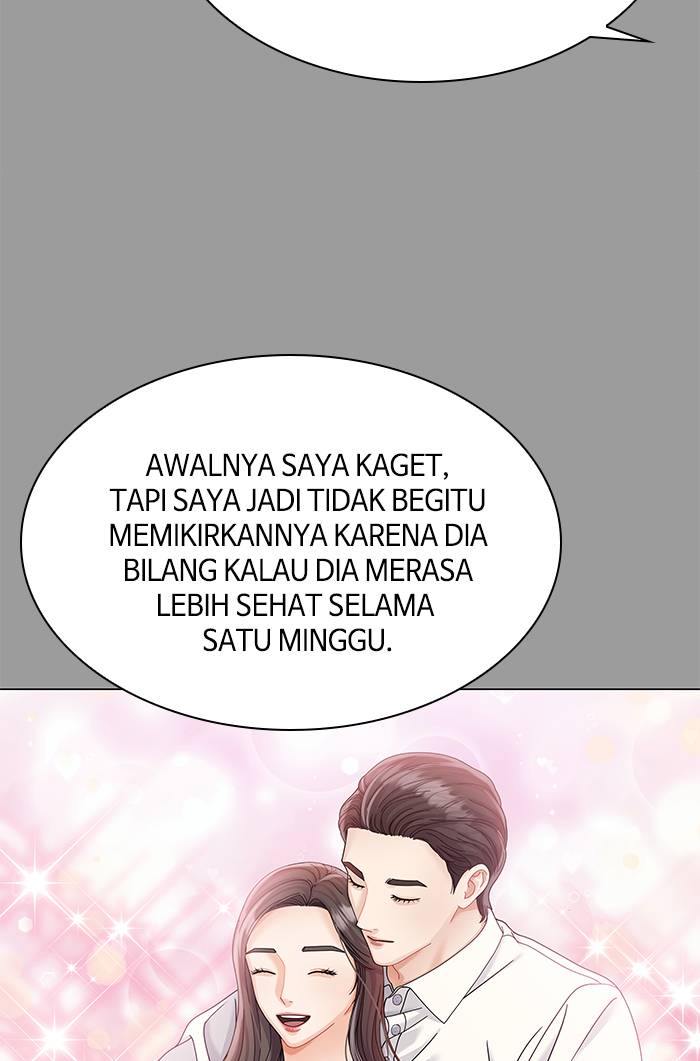 AWALNYA SAYA KAGET,
TAPI SAYA JADI TIDAK BEGITU
MEMIKIRKANNYA KARENA DIA
BILANG KALAU DIA MERASA
LEBIH SEHAT SELAMA
SATU MINGGU.